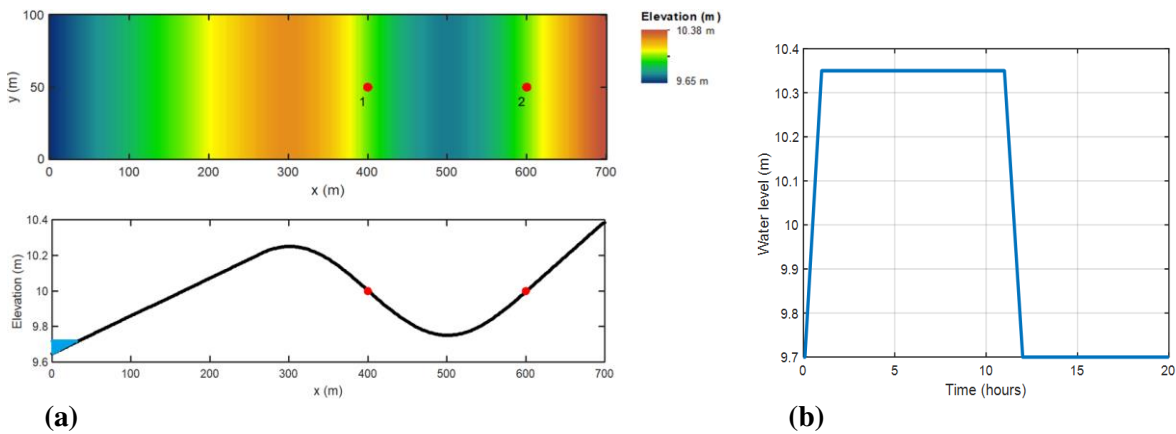 100
50
0
y (m)
1
2
0 100 200 300 400 500 600 700
x (m)
Elevation (m)
10.38 m
9.65 m
10.4
10.2
10
9.8
9.6
Elevation (m)
0 100 200 300 400 500 600 700
x (m)
(a)
10.4
10.3
10.2
10.1
10
9.9
9.8
9.7
Water level (m)
0 5 10 15 20
Time (hours)
(b)